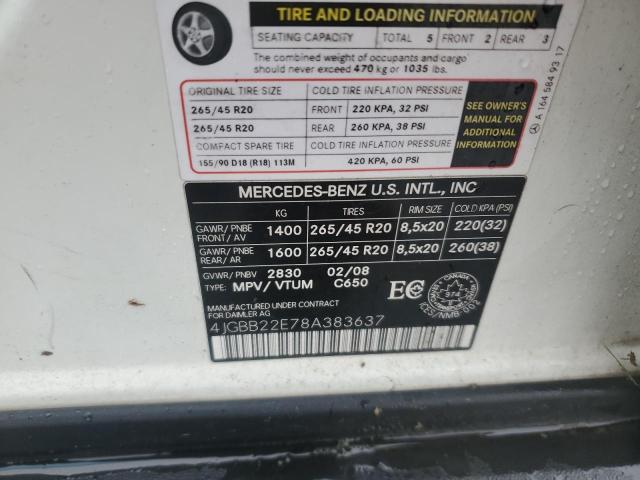 TIRE AND LOADING INFORMATION
SEATING CAPACITY TOTAL 5 FRONT 2 REAR 3
The combined weight of occupants and cargo
should never exceed 470 kg or 1035 lbs.
ORIGINAL TIRE SIZE COLD TIRE INFLATION PRESSURE
265/45 R20 FRONT 220 KPA, 32 PSI
265/45 R20 REAR 260 KPA, 38 PSI
COMPACT SPARE TIRE COLD TIRE INFLATION PRESSURE
155/90 D18 (R18) 113M 420 KPA, 60 PSI
SEE OWNER'S
MANUAL FOR
ADDITIONAL
INFORMATION
A 164 584 93 17
MERCEDES-BENZ U.S. INTL., INC
KG TIRES RIM SIZE COLD KPA (PSI)
GAWR/PNBE
FRONT/AV 1400 265/45 R20 8,5x20 220(32)
GAWR/PNBE
REAR/AR 1600 265/45 R20 8,5x20 260(38)
GVWR/PNBV 2830 02/08
TYPE: MPV/VTUM C650
MANUFACTURED UNDER CONTRACT
FOR DAIMLER AG
4JGBB22E78A383637
EC
CANADA